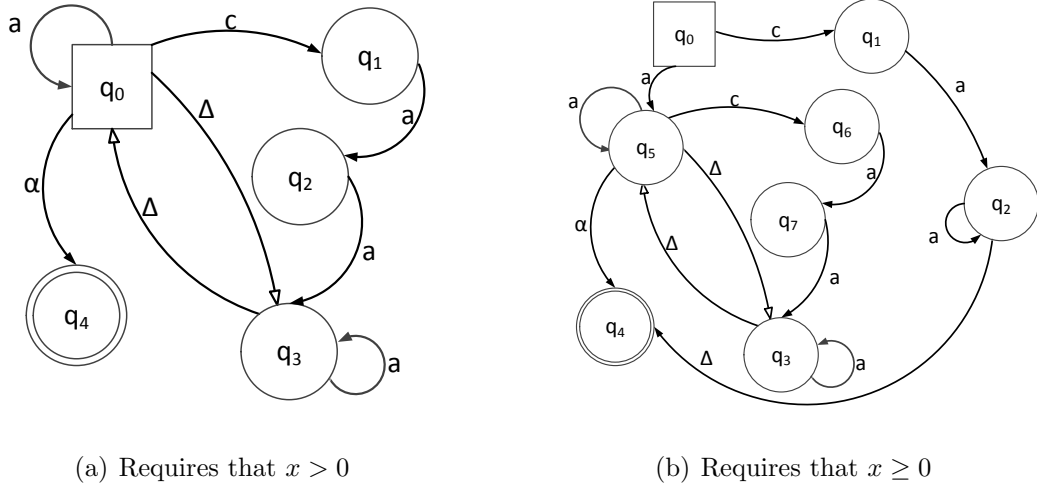 a
c
q0
q1
Δ
a
q2
α
Δ
a
q4
q3
a
(a) Requires that x > 0
q0
c
q1
a
a
a
c
q5
q6
Δ
a
q2
α
q7
a
Δ
a
q4
q3
Δ
a
(b) Requires that x ≥ 0